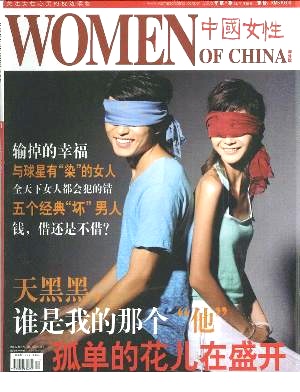 WOMEN 中國女性
OF CHINA
输掉的幸福
与球星有“染”的女人
全天下女人都会犯的错
五个经典“坏”男人
钱，借还是不借？
天黑黑
谁是我的那个“他”
孤单的花儿在盛开